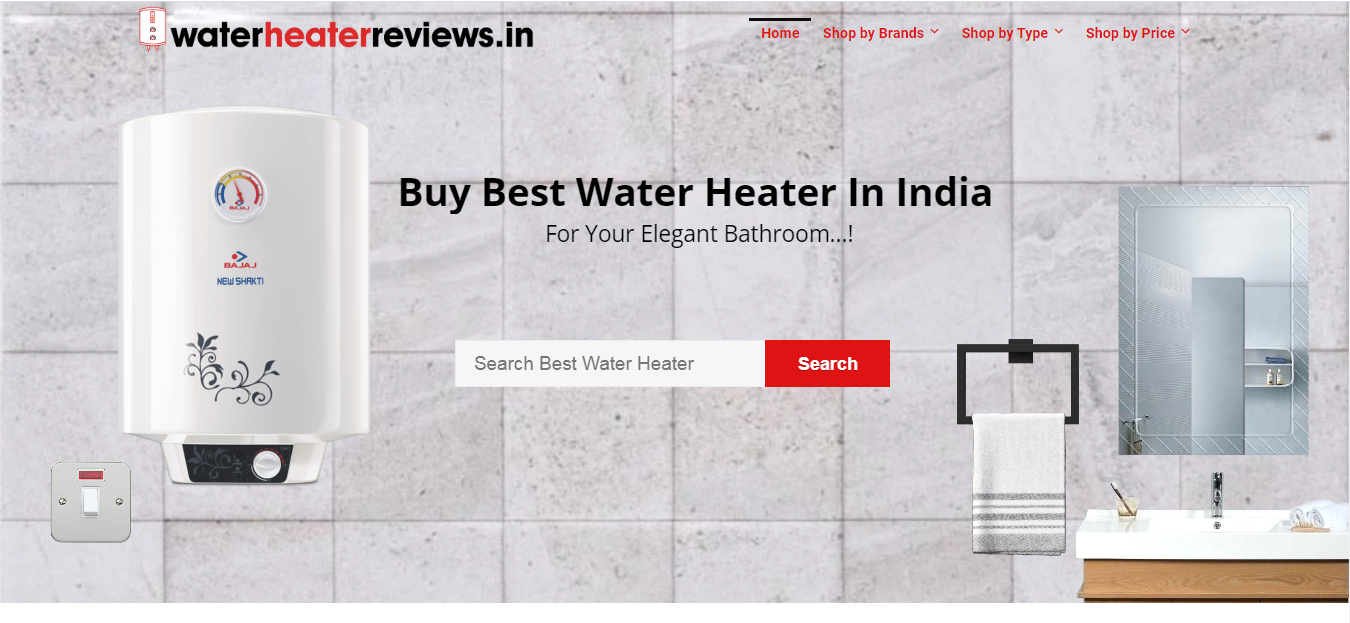 waterheaterreviews.in
Home Shop by Brands Shop by Type Shop by Price
Buy Best Water Heater In India
For Your Elegant Bathroom...!
BAJAJ
BAJAJ
NEW SHAKTI
Search Best Water Heater Search